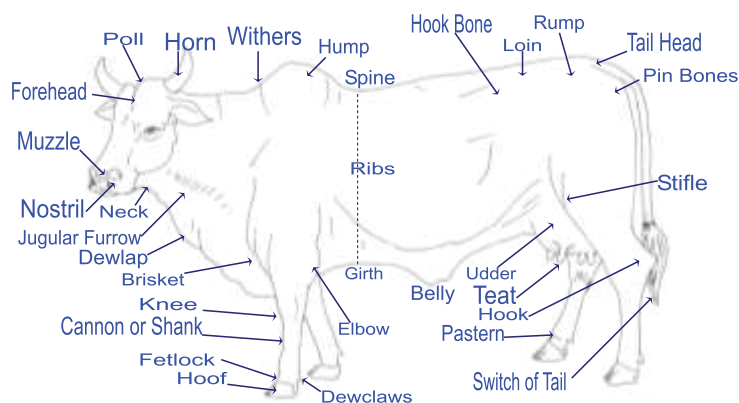 Poll
Horn
Withers
Hump
Spine
Hook Bone
Loin
Rump
Tail Head
Pin Bones
Forehead
Muzzle
Ribs
Stifle
Nostril
Neck
Jugular Furrow
Dewlap
Brisket
Girth
Udder
Belly
Teat
Hook
Knee
Cannon or Shank
Elbow
Pastern
Fetlock
Hoof
Dewclaws
Switch of Tail